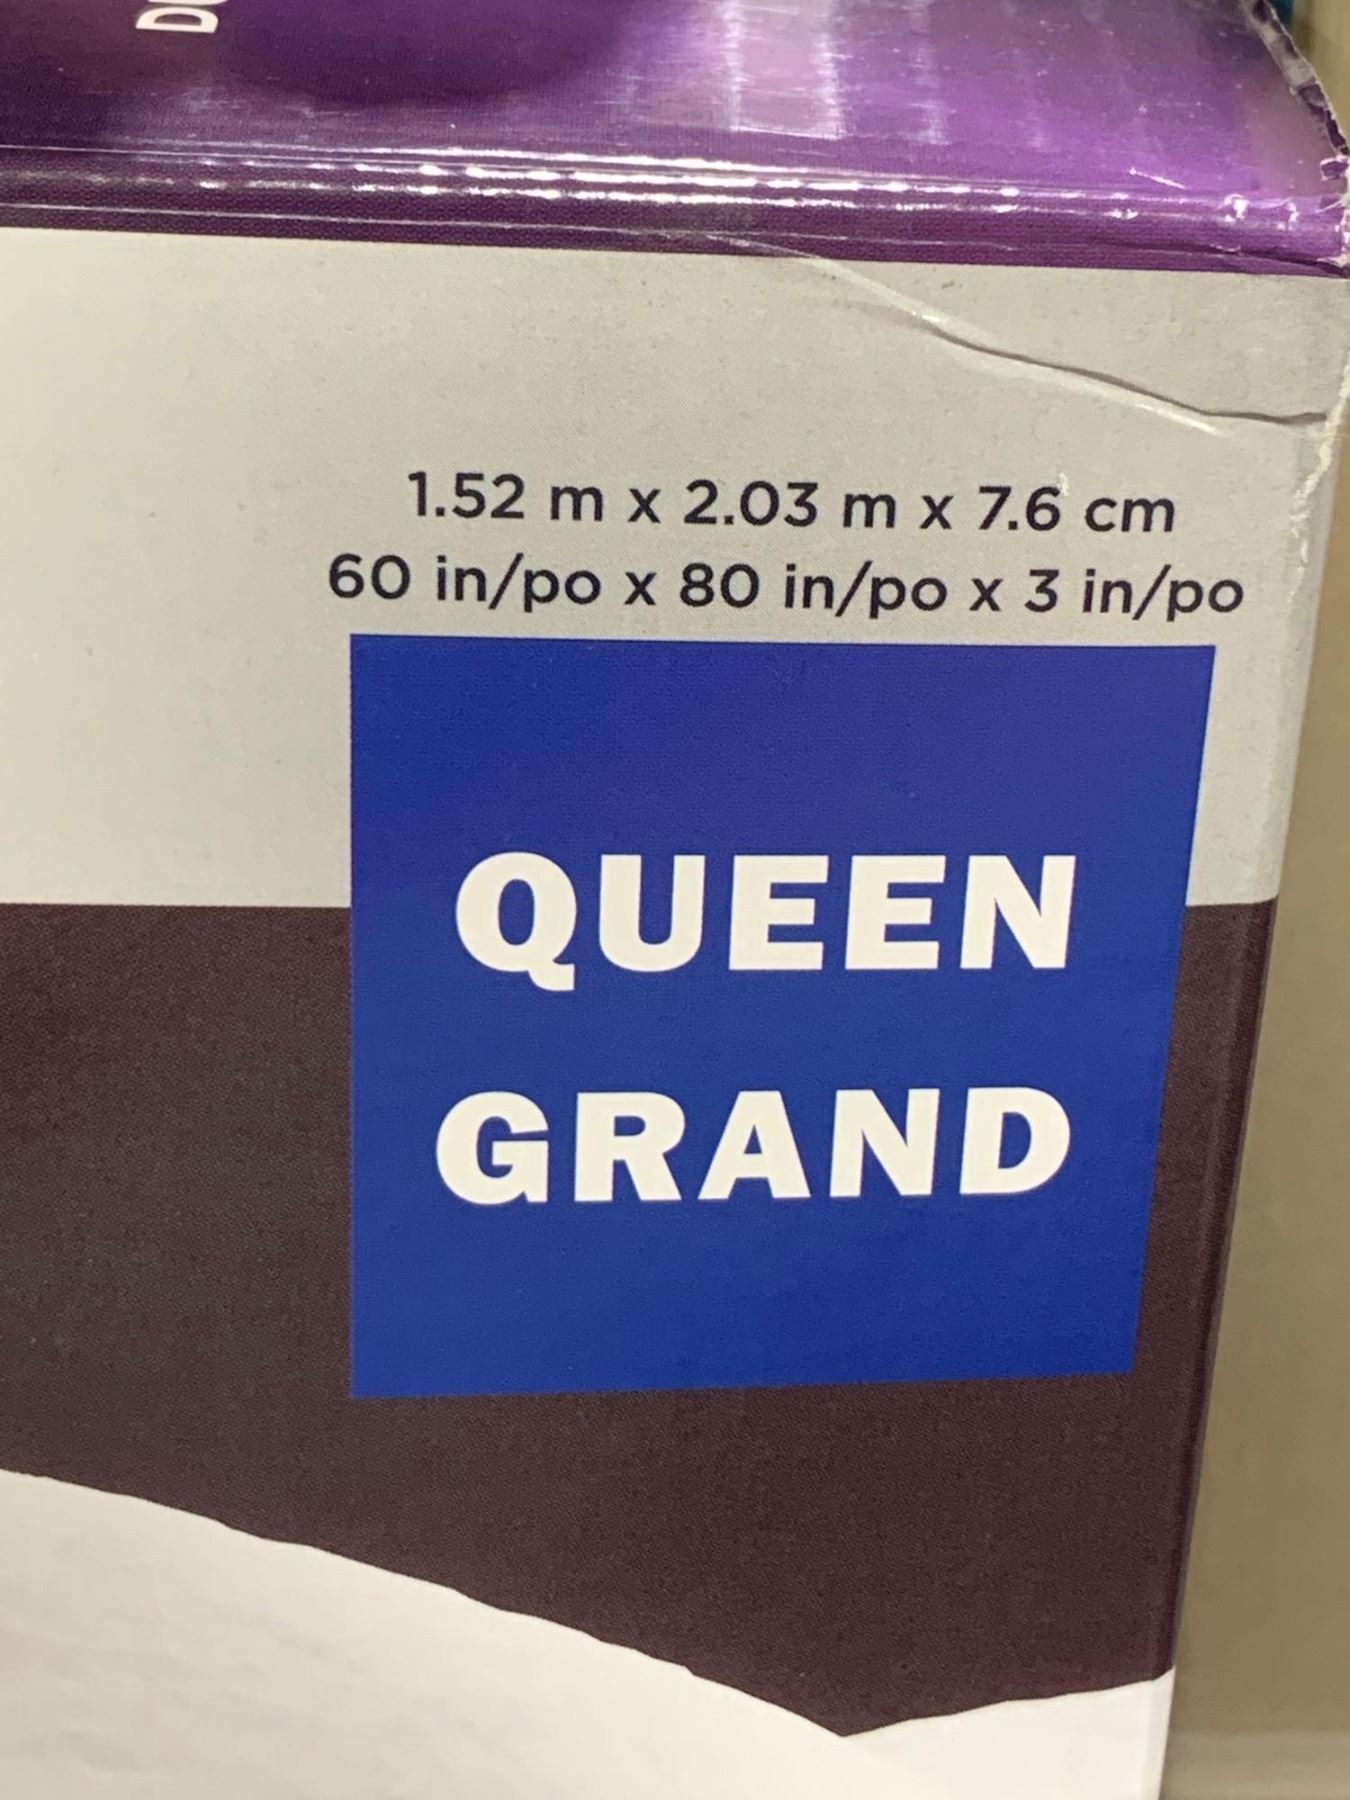 1.52 m x 2.03 m x 7.6 cm
60 in/po x 80 in/po x 3 in/po
QUEEN
GRAND